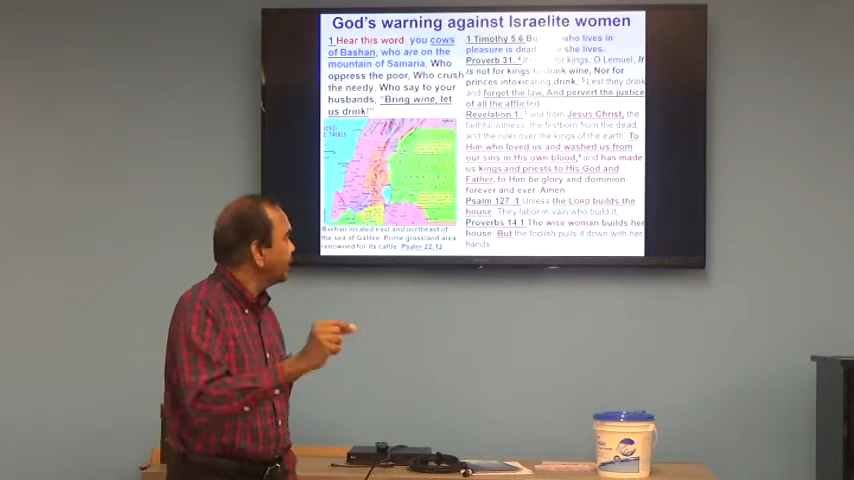 God's warning against Israelite women
1 Hear this word you cows
of Bashan, who are on the
mountain of Samaria, Who
oppress the poor, Who crush
the needy, Who say to your
husbands, "Bring wine, let
us drink!"
Bashan located east and northeast of
the sea of Galilee. Prime grassland area
renowned for its cattle. Psalm 22.12
1 Timothy 5.6 But who lives in
pleasure is dead she lives.
Proverb 31. 4 It is for kings, O Lemuel, It
is not for kings to drink wine, Nor for
princes intoxicating drink, 5 Lest they drink
and forget the law, And pervert the justice
of all the afflicted
Revelation 1. 5 and from Jesus Christ, the
faithful witness, the firstborn from the dead,
and the ruler over the kings of the earth. To
Him who loved us and washed us from
our sins in His own blood, 6 and has made
us kings and priests to His God and
Father, to Him be glory and dominion
forever and ever. Amen
Psalm 127. 1 Unless the LORD builds the
house, They labor in vain who build it;
Proverbs 14.1 The wise woman builds her
house. But the foolish pulls it down with her
hands.